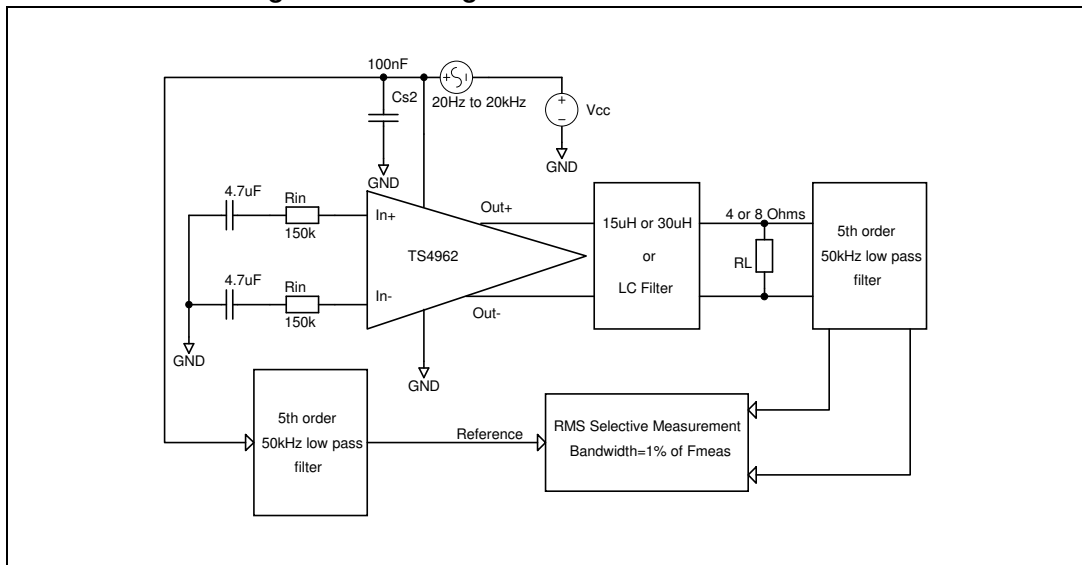 100nF
Cs2
20Hz to 20kHz
Vcc
GND
GND
4.7uF
Rin
150k
In+
Out+
TS4962
15uH or 30uH
or
LC Filter
4 or 8 Ohms
RL
5th order
50kHz low pass
filter
4.7uF
Rin
150k
In-
Out-
GND
GND
5th order
50kHz low pass
filter
Reference
RMS Selective Measurement
Bandwidth=1% of Fmeas